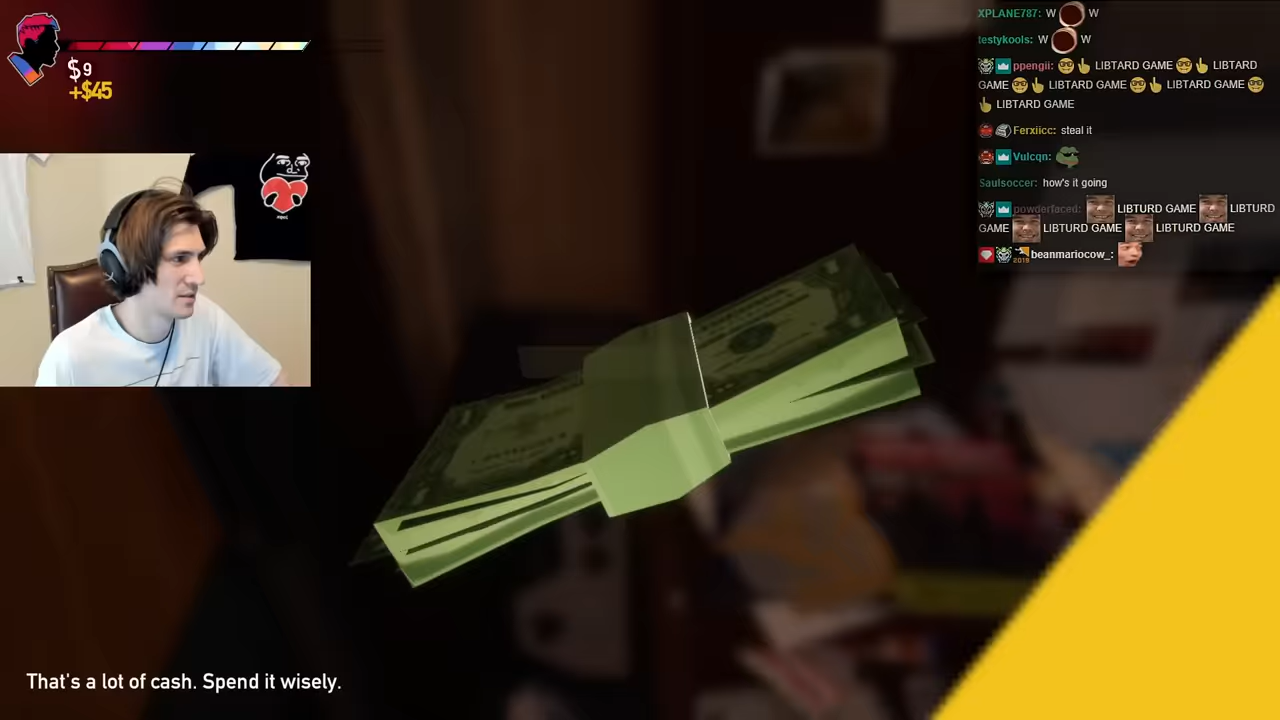 $9
+$45
XPLANE787: W W
testykools: W W
ppengii: LIBTARD GAME LIBTARD
GAME LIBTARD GAME LIBTARD GAME
LIBTARD GAME
Ferxiicc: steal it
Vulcqn:
Saulsoccer: how's it going
powderfaced: LIBTURD GAME LIBTURD
GAME LIBTURD GAME LIBTURD GAME
2019 beanmariocow_:
That's a lot of cash. Spend it wisely.